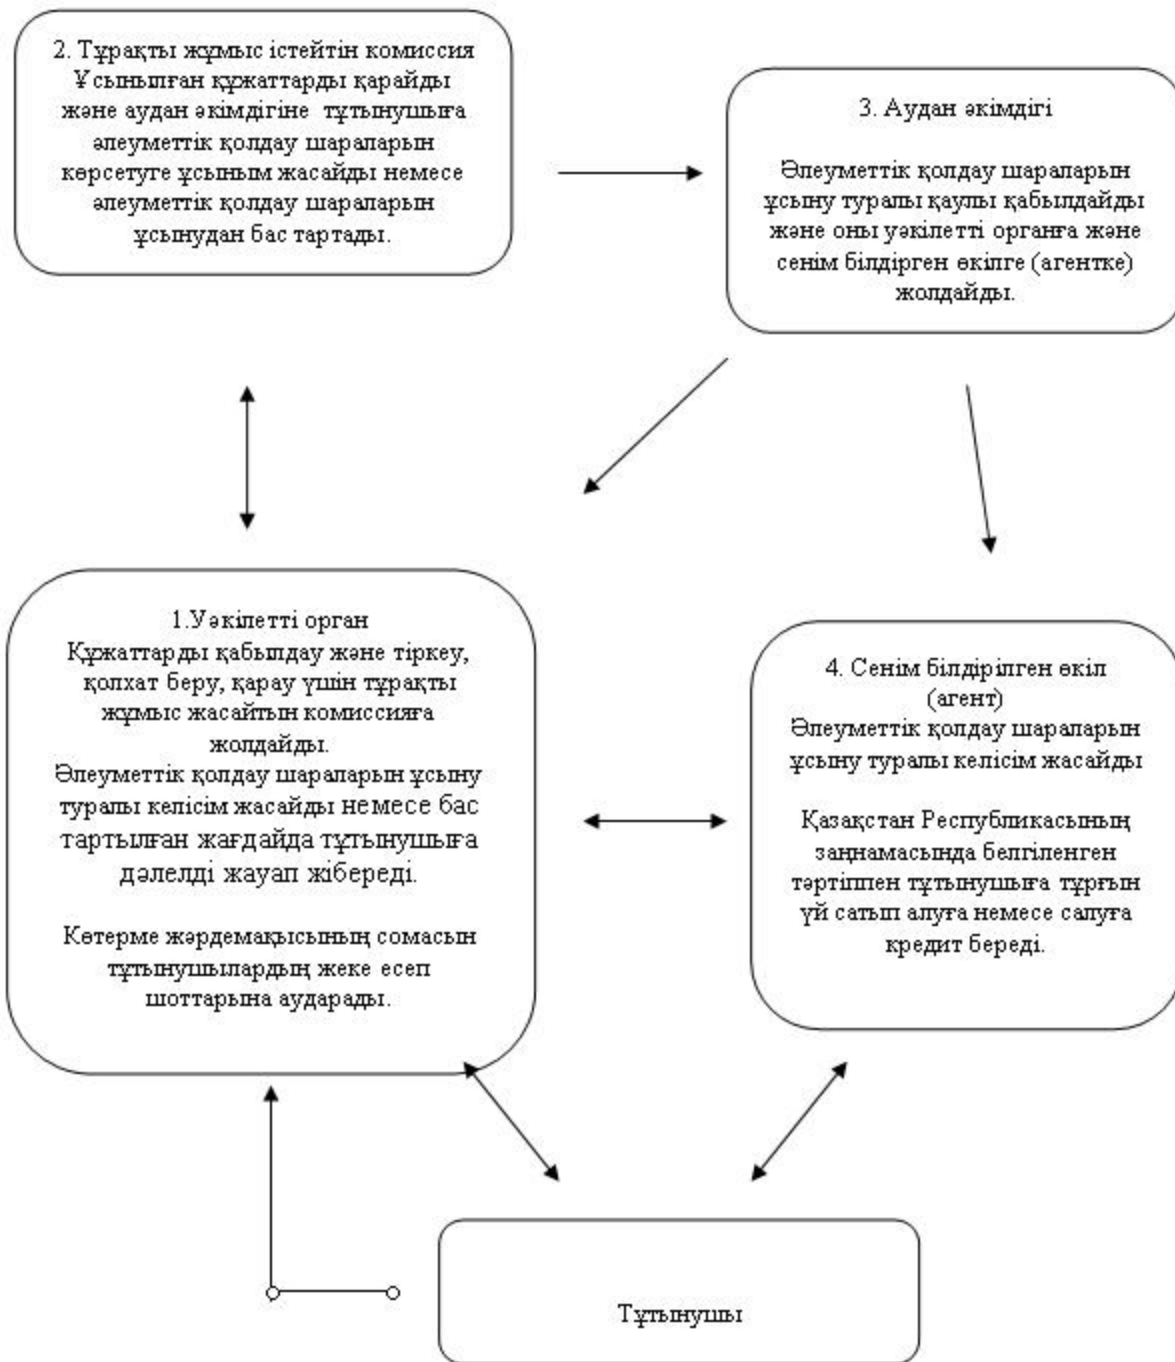 2. Тұрақты жұмыс істейтін комиссия
Ұсынылған құжаттарды қарайды
және аудан әкімдігіне тұтынушыға
әлеуметтік қолдау шараларын
көрсетуге ұсыным жасайды немесе
әлеуметтік қолдау шараларын
ұсынудан бас тартады.
3. Аудан әкімдігі
Әлеуметтік қолдау шараларын
ұсыну туралы қаулы қабылдайды
және оны уәкілетті органға және
сенім білдірген өкілге (агентке)
жолдайды.
1.Уәкілетті орган
Құжаттарды қабылдау және тіркеу,
қолхат беру, қарау үшін тұрақты
жұмыс жасайтын комиссияға
жолдайды.
Әлеуметтік қолдау шараларын ұсыну
туралы келісім жасайды немесе бас
тартылған жағдайда тұтынушыға
дәлелді жауап жібереді.
Көтерме жәрдемақысының сомасын
тұтынушылардың жеке есеп
шоттарына аударады.
4. Сенім білдірілген өкіл
(агент)
Әлеуметтік қолдау шараларын
ұсыну туралы келісім жасайды
Қазақстан Республикасының
заңнамасында белгіленген
тәртіппен тұтынушыға тұрғын
үй сатып алуға немесе салуға
кредит береді.
Тұтынушы